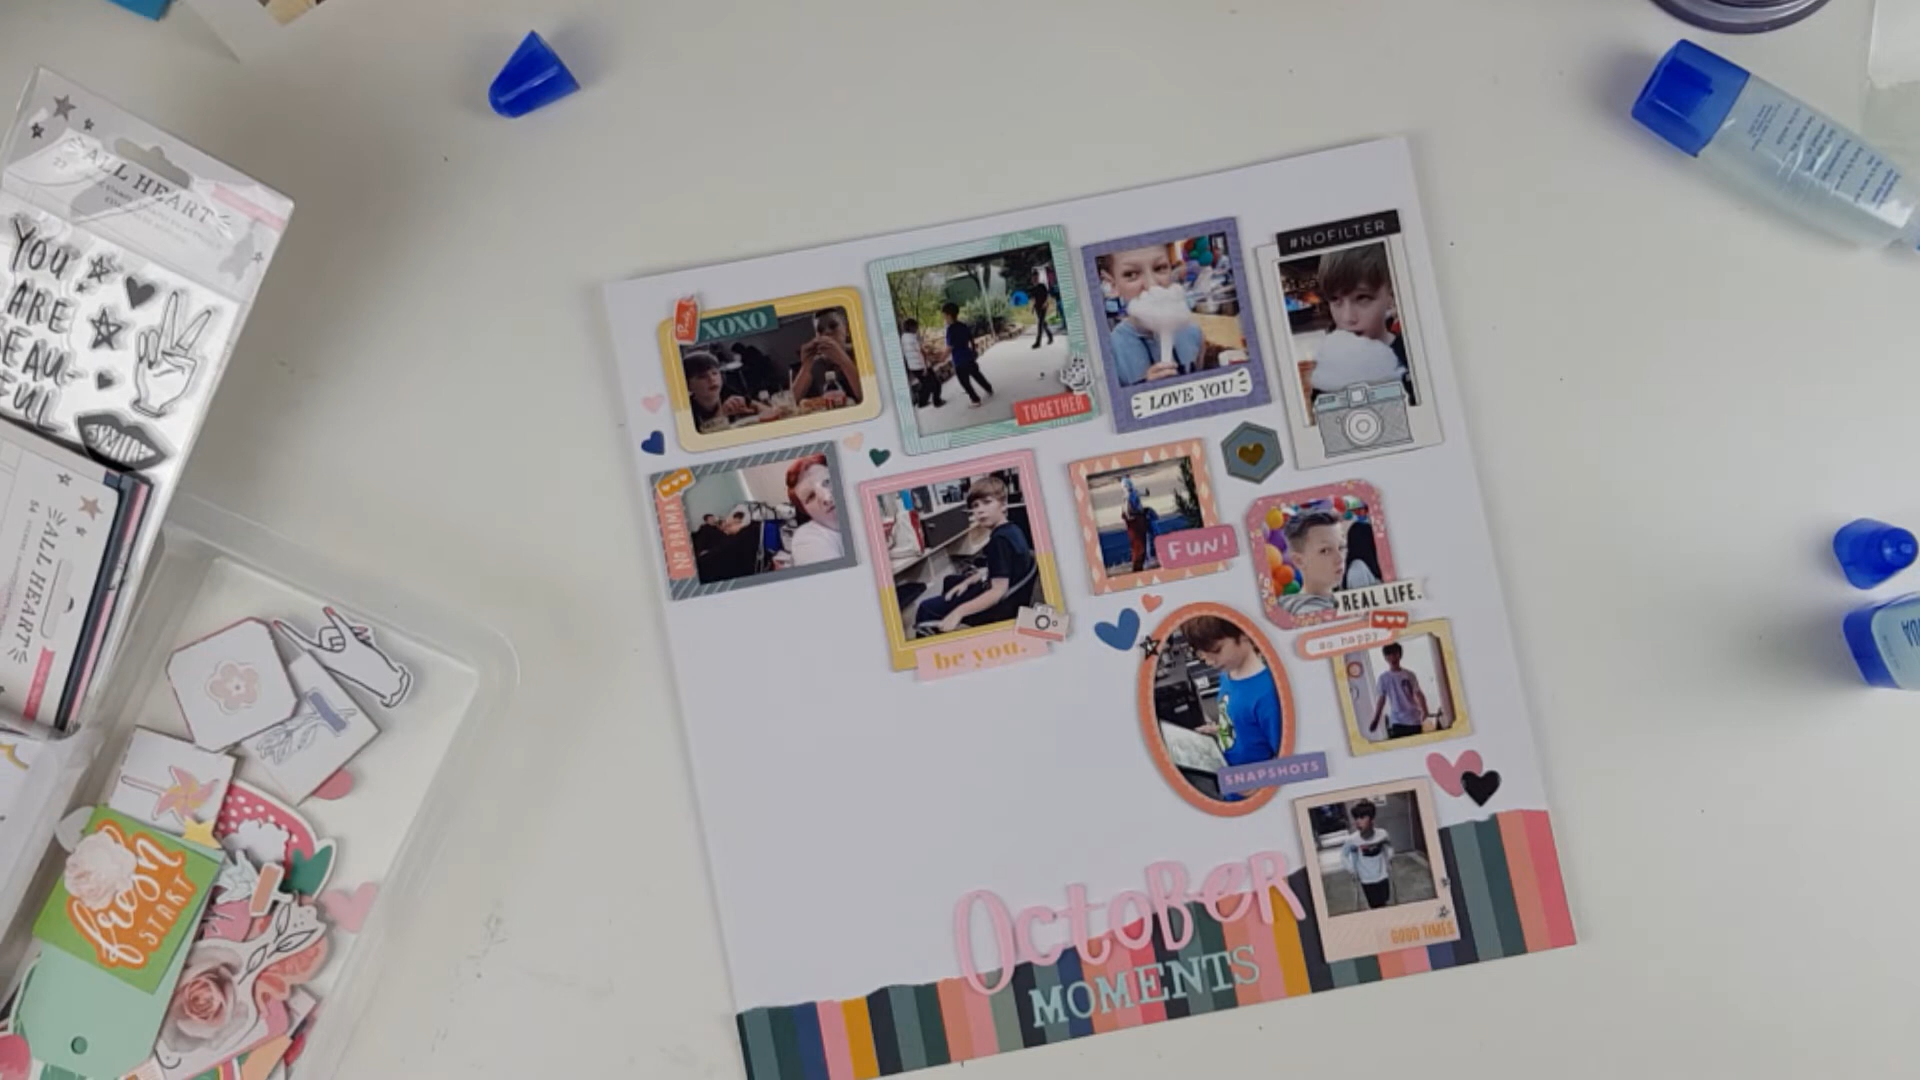 ALL HEART
YOU
ARE
BEAU-
ALL HEART
54
fresh
START
XOXO
TOGETHER
LOVE YOU
#NOFILTER
NO DRAMA
be you.
FUN!
REAL LIFE.
so happy
SNAPSHOTS
GOOD TIMES
OCTOBER
MOMENTS